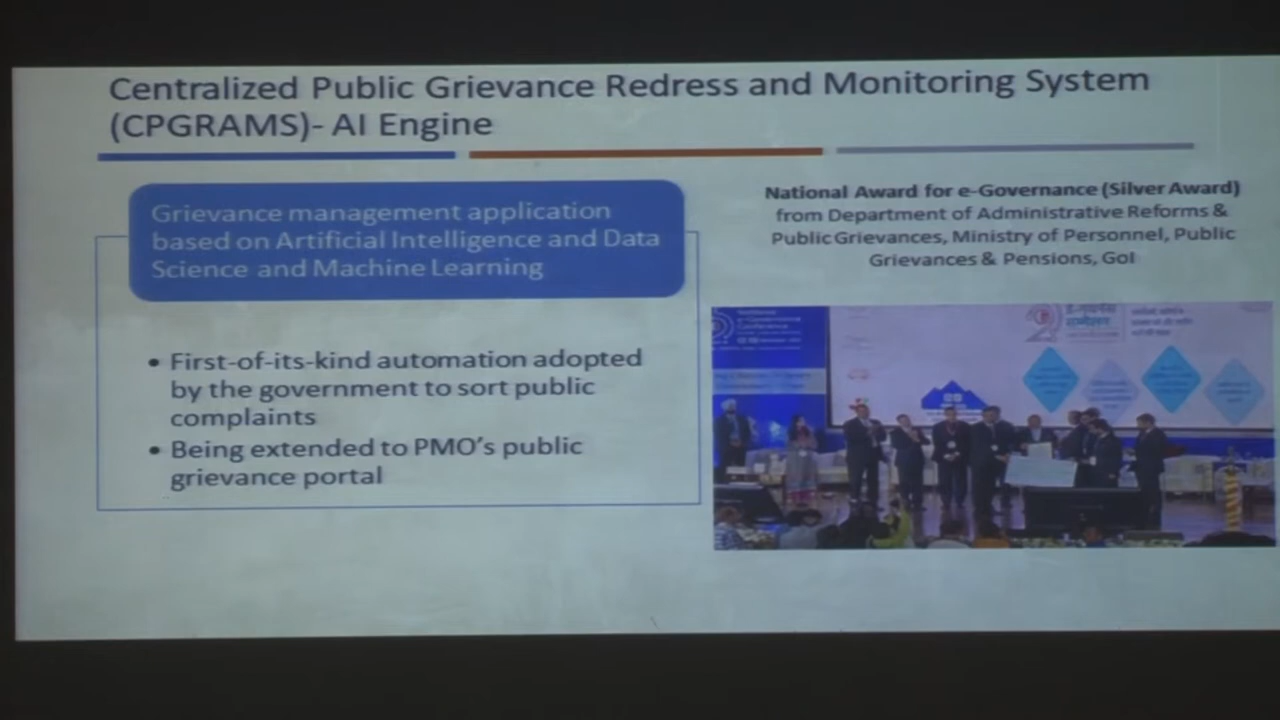 Centralized Public Grievance Redress and Monitoring System
(CPGRAMS)- AI Engine
Grievance management application
based on Artificial Intelligence and Data
Science and Machine Learning
• First-of-its-kind automation adopted
by the government to sort public
complaints
• Being extended to PMO's public
grievance portal
National Award for e-Governance (Silver Award)
from Department of Administrative Reforms &
Public Grievances, Ministry of Personnel, Public
Grievances & Pensions, GoI
National
e-Governance
Conference